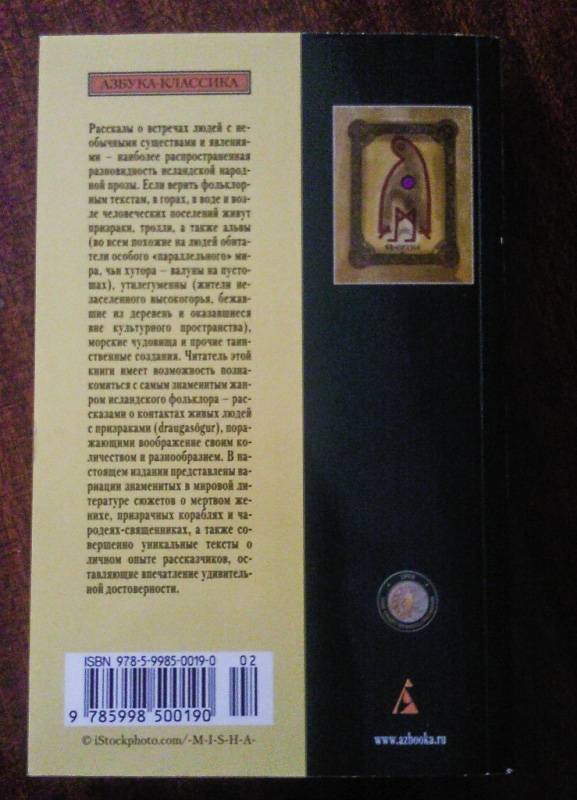 АЗБУКА-КЛАССИКА
Рассказы о встречах людей с не-
обычными существами и явления-
ми – наиболее распространенная
разновидность исландской народ-
ной прозы. Если верить фольклор-
ным текстам, в горах, в воде и воз-
ле человеческих поселений живут
призраки, тролли, а также альвы
(во всем похожие на людей обита-
тели особого «параллельного» ми-
ра, чьи хутора – валуны на пусто-
шах), утилегуменны (жители не-
заселенного высокогорья, бежав-
шие из деревень и оказавшиеся
вне культурного пространства),
морские чудовища и прочие таин-
ственные создания. Читатель этой
книги имеет возможность позна-
комиться с самым знаменитым жан-
ром исландского фольклора – рас-
сказами о контактах живых людей
с призраками (draugasögur), пора-
жающими воображение своим ко-
личеством и разнообразием. В на-
стоящем издании представлены ва-
риации знаменитых в мировой ли-
тературе сюжетов о мертвом же-
нихе, призрачных кораблях и ча-
родеях-священниках, а также со-
вершенно уникальные тексты о
личном опыте рассказчиков, ос-
тавляющие впечатление удивитель-
ной достоверности.
ISBN 978-5-9985-0019-0 02
9 785998 500190
© iStockphoto.com/-M-I-S-H-A-
www.azbooka.ru